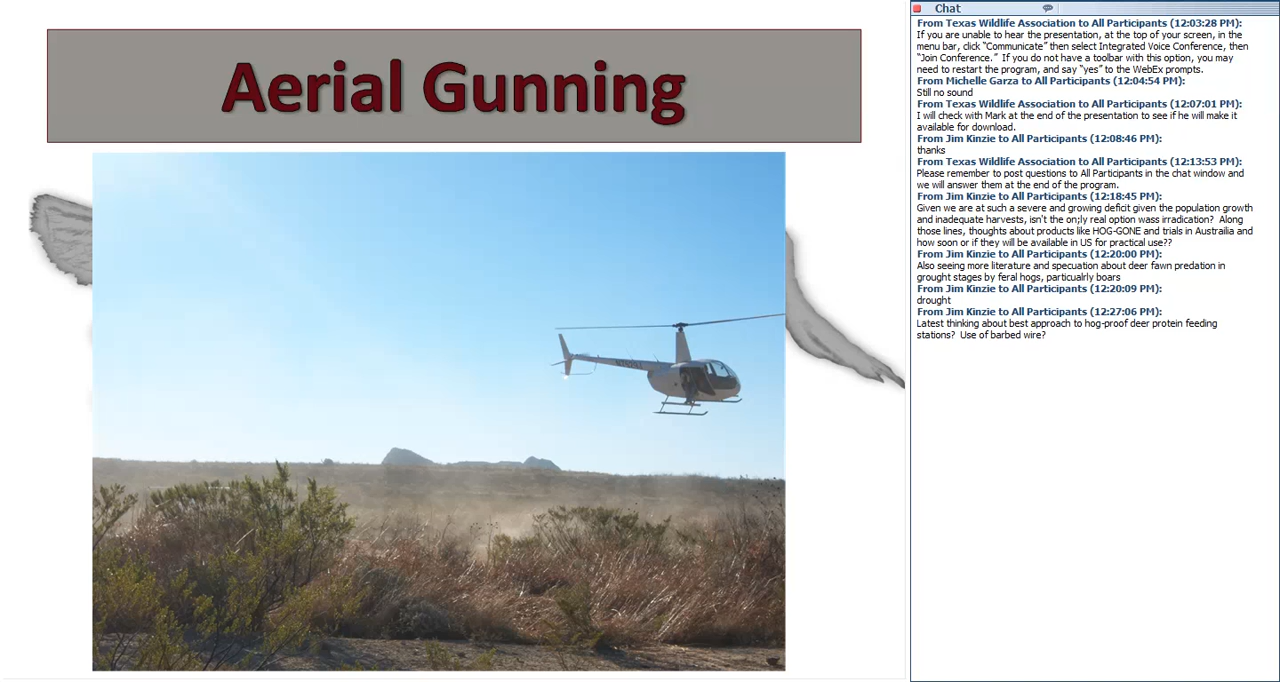 Aerial Gunning
Chat
From Texas Wildlife Association to All Participants (12:03:28 PM):
If you are unable to hear the presentation, at the top of your screen, in the
menu bar, click “Communicate” then select Integrated Voice Conference, then
“Join Conference.”  If you do not have a toolbar with this option, you may
need to restart the program, and say “yes” to the WebEx prompts.
From Michelle Garza to All Participants (12:04:54 PM):
Still no sound
From Texas Wildlife Association to All Participants (12:07:01 PM):
I will check with Mark at the end of the presentation to see if he will make it
available for download.
From Jim Kinzie to All Participants (12:08:46 PM):
thanks
From Texas Wildlife Association to All Participants (12:13:53 PM):
Please remember to post questions to All Participants in the chat window and
we will answer them at the end of the program.
From Jim Kinzie to All Participants (12:18:45 PM):
Given we are at such a severe and growing deficit given the population growth
and inadequate harvests, isn't the on;ly real option wass irradication?  Along
those lines, thoughts about products like HOG-GONE and trials in Austrailia and
how soon or if they will be available in US for practical use??
From Jim Kinzie to All Participants (12:20:00 PM):
Also seeing more literature and specuation about deer fawn predation in
grought stages by feral hogs, particualrly boars
From Jim Kinzie to All Participants (12:20:09 PM):
drought
From Jim Kinzie to All Participants (12:27:06 PM):
Latest thinking about best approach to hog-proof deer protein feeding
stations?  Use of barbed wire?